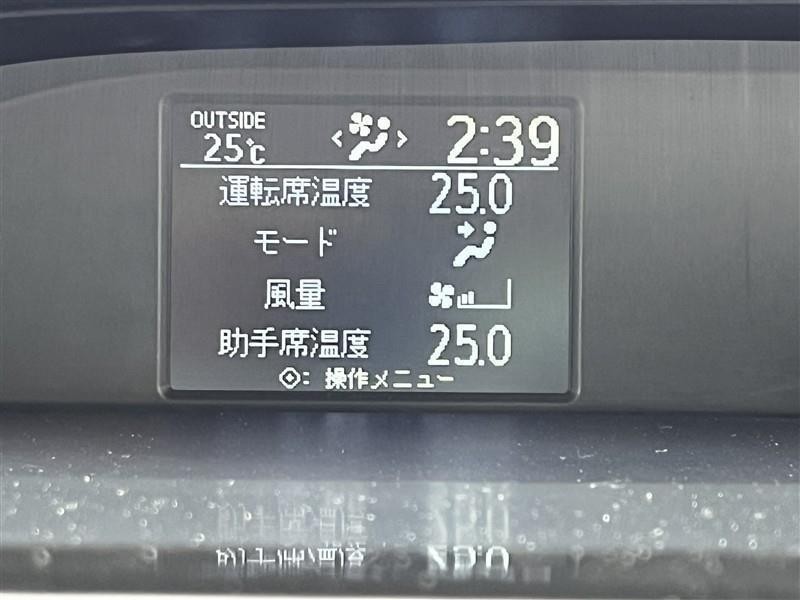 OUTSIDE
25℃ < > 2:39
運転席温度 25.0
モード
風量
助手席温度 25.0
: 操作メニュー